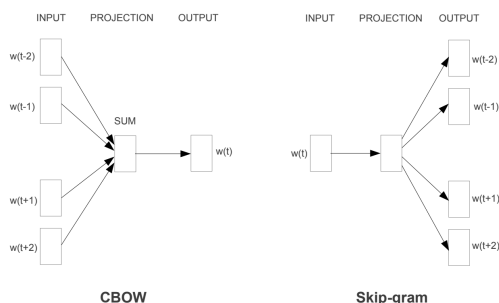 INPUT PROJECTION OUTPUT
w(t-2)
w(t-1)
SUM
w(t)
w(t+1)
w(t+2)
CBOW
INPUT PROJECTION OUTPUT
w(t-2)
w(t-1)
w(t)
w(t+1)
w(t+2)
Skip-gram